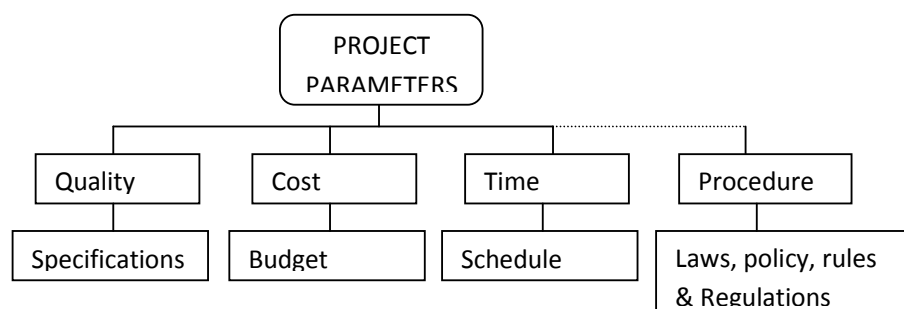 PROJECT
PARAMETERS
Quality
Cost
Time
Procedure
Specifications
Budget
Schedule
Laws, policy, rules
& Regulations